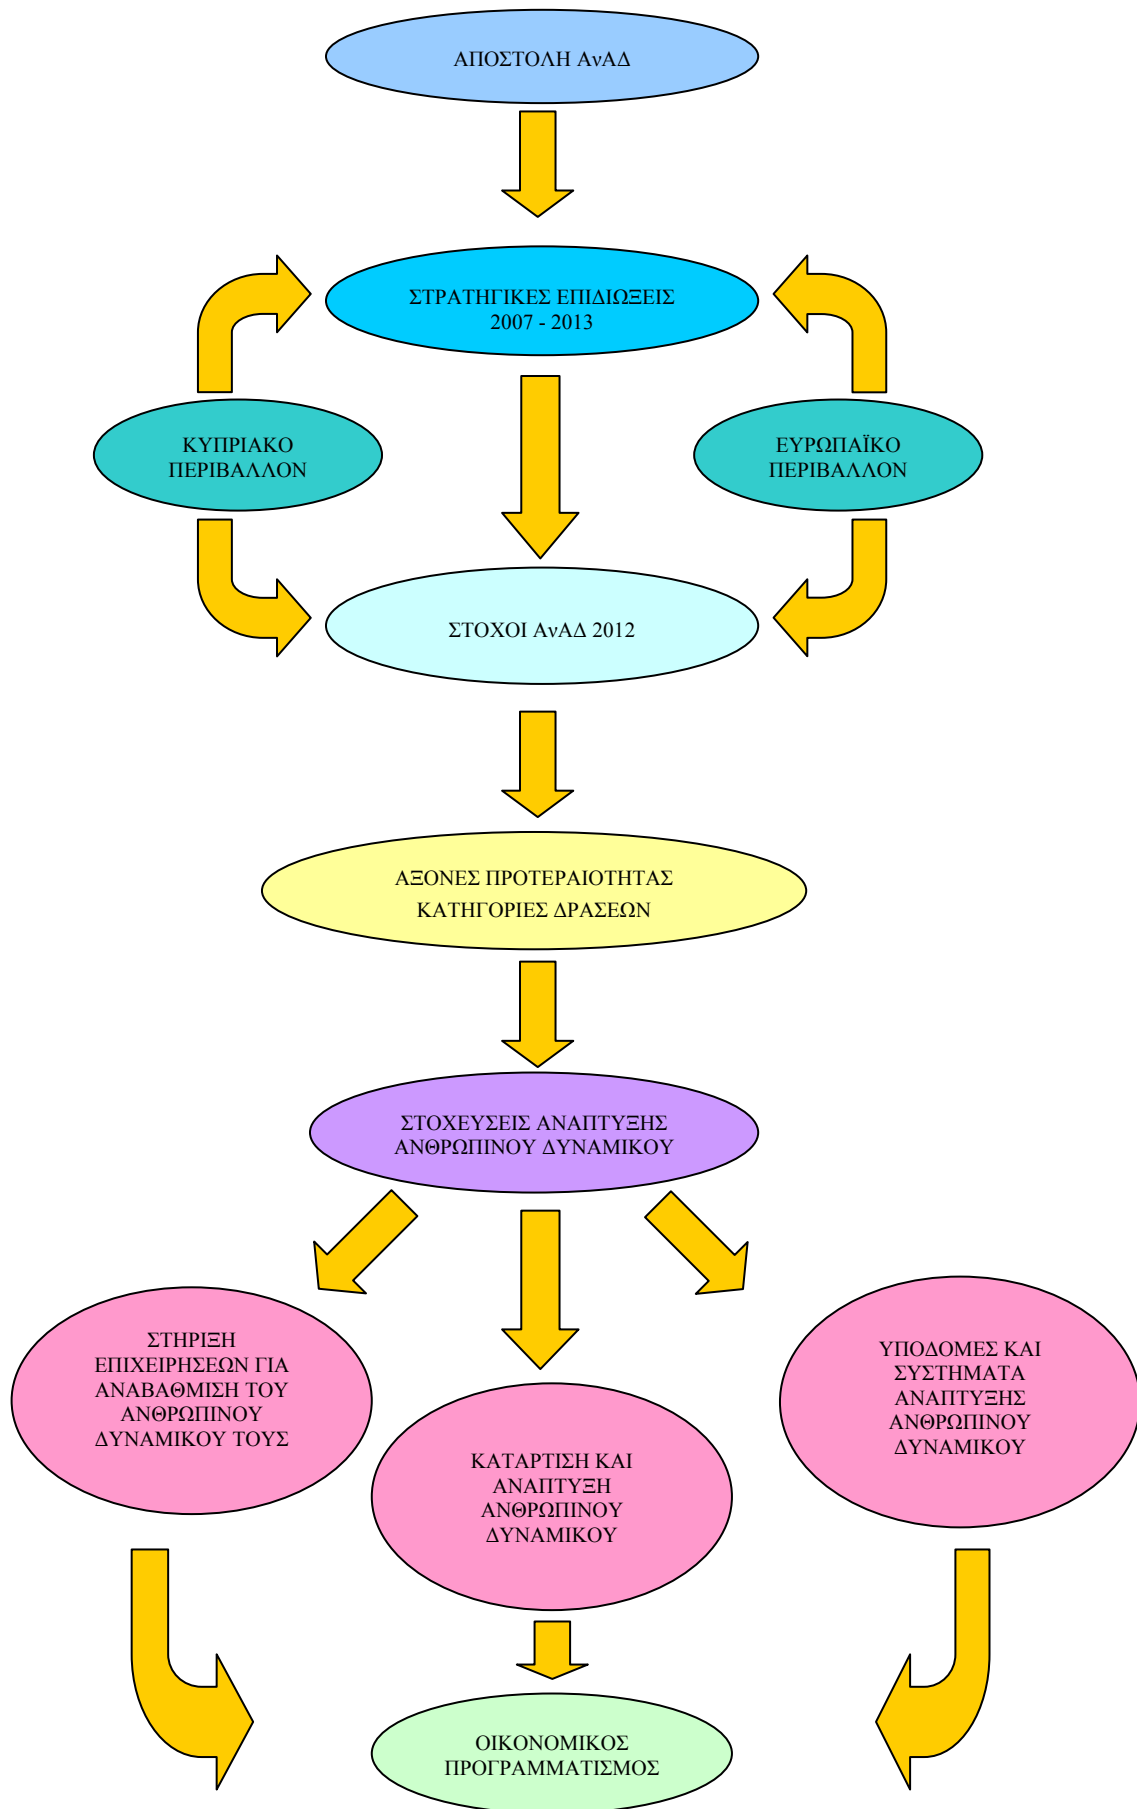 ΑΠΟΣΤΟΛΗ ΑνΑΔ
ΣΤΡΑΤΗΓΙΚΕΣ ΕΠΙΔΙΩΞΕΙΣ
2007 - 2013
ΚΥΠΡΙΑΚΟ
ΠΕΡΙΒΑΛΛΟΝ
ΕΥΡΩΠΑΪΚΟ
ΠΕΡΙΒΑΛΛΟΝ
ΣΤΟΧΟΙ ΑνΑΔ 2012
ΑΞΟΝΕΣ ΠΡΟΤΕΡΑΙΟΤΗΤΑΣ
ΚΑΤΗΓΟΡΙΕΣ ΔΡΑΣΕΩΝ
ΣΤΟΧΕΥΣΕΙΣ ΑΝΑΠΤΥΞΗΣ
ΑΝΘΡΩΠΙΝΟΥ ΔΥΝΑΜΙΚΟΥ
ΣΤΗΡΙΞΗ
ΕΠΙΧΕΙΡΗΣΕΩΝ ΓΙΑ
ΑΝΑΒΑΘΜΙΣΗ ΤΟΥ
ΑΝΘΡΩΠΙΝΟΥ
ΔΥΝΑΜΙΚΟΥ ΤΟΥΣ
ΚΑΤΑΡΤΙΣΗ ΚΑΙ
ΑΝΑΠΤΥΞΗ
ΑΝΘΡΩΠΙΝΟΥ
ΔΥΝΑΜΙΚΟΥ
ΥΠΟΔΟΜΕΣ ΚΑΙ
ΣΥΣΤΗΜΑΤΑ
ΑΝΑΠΤΥΞΗΣ
ΑΝΘΡΩΠΙΝΟΥ
ΔΥΝΑΜΙΚΟΥ
ΟΙΚΟΝΟΜΙΚΟΣ
ΠΡΟΓΡΑΜΜΑΤΙΣΜΟΣ